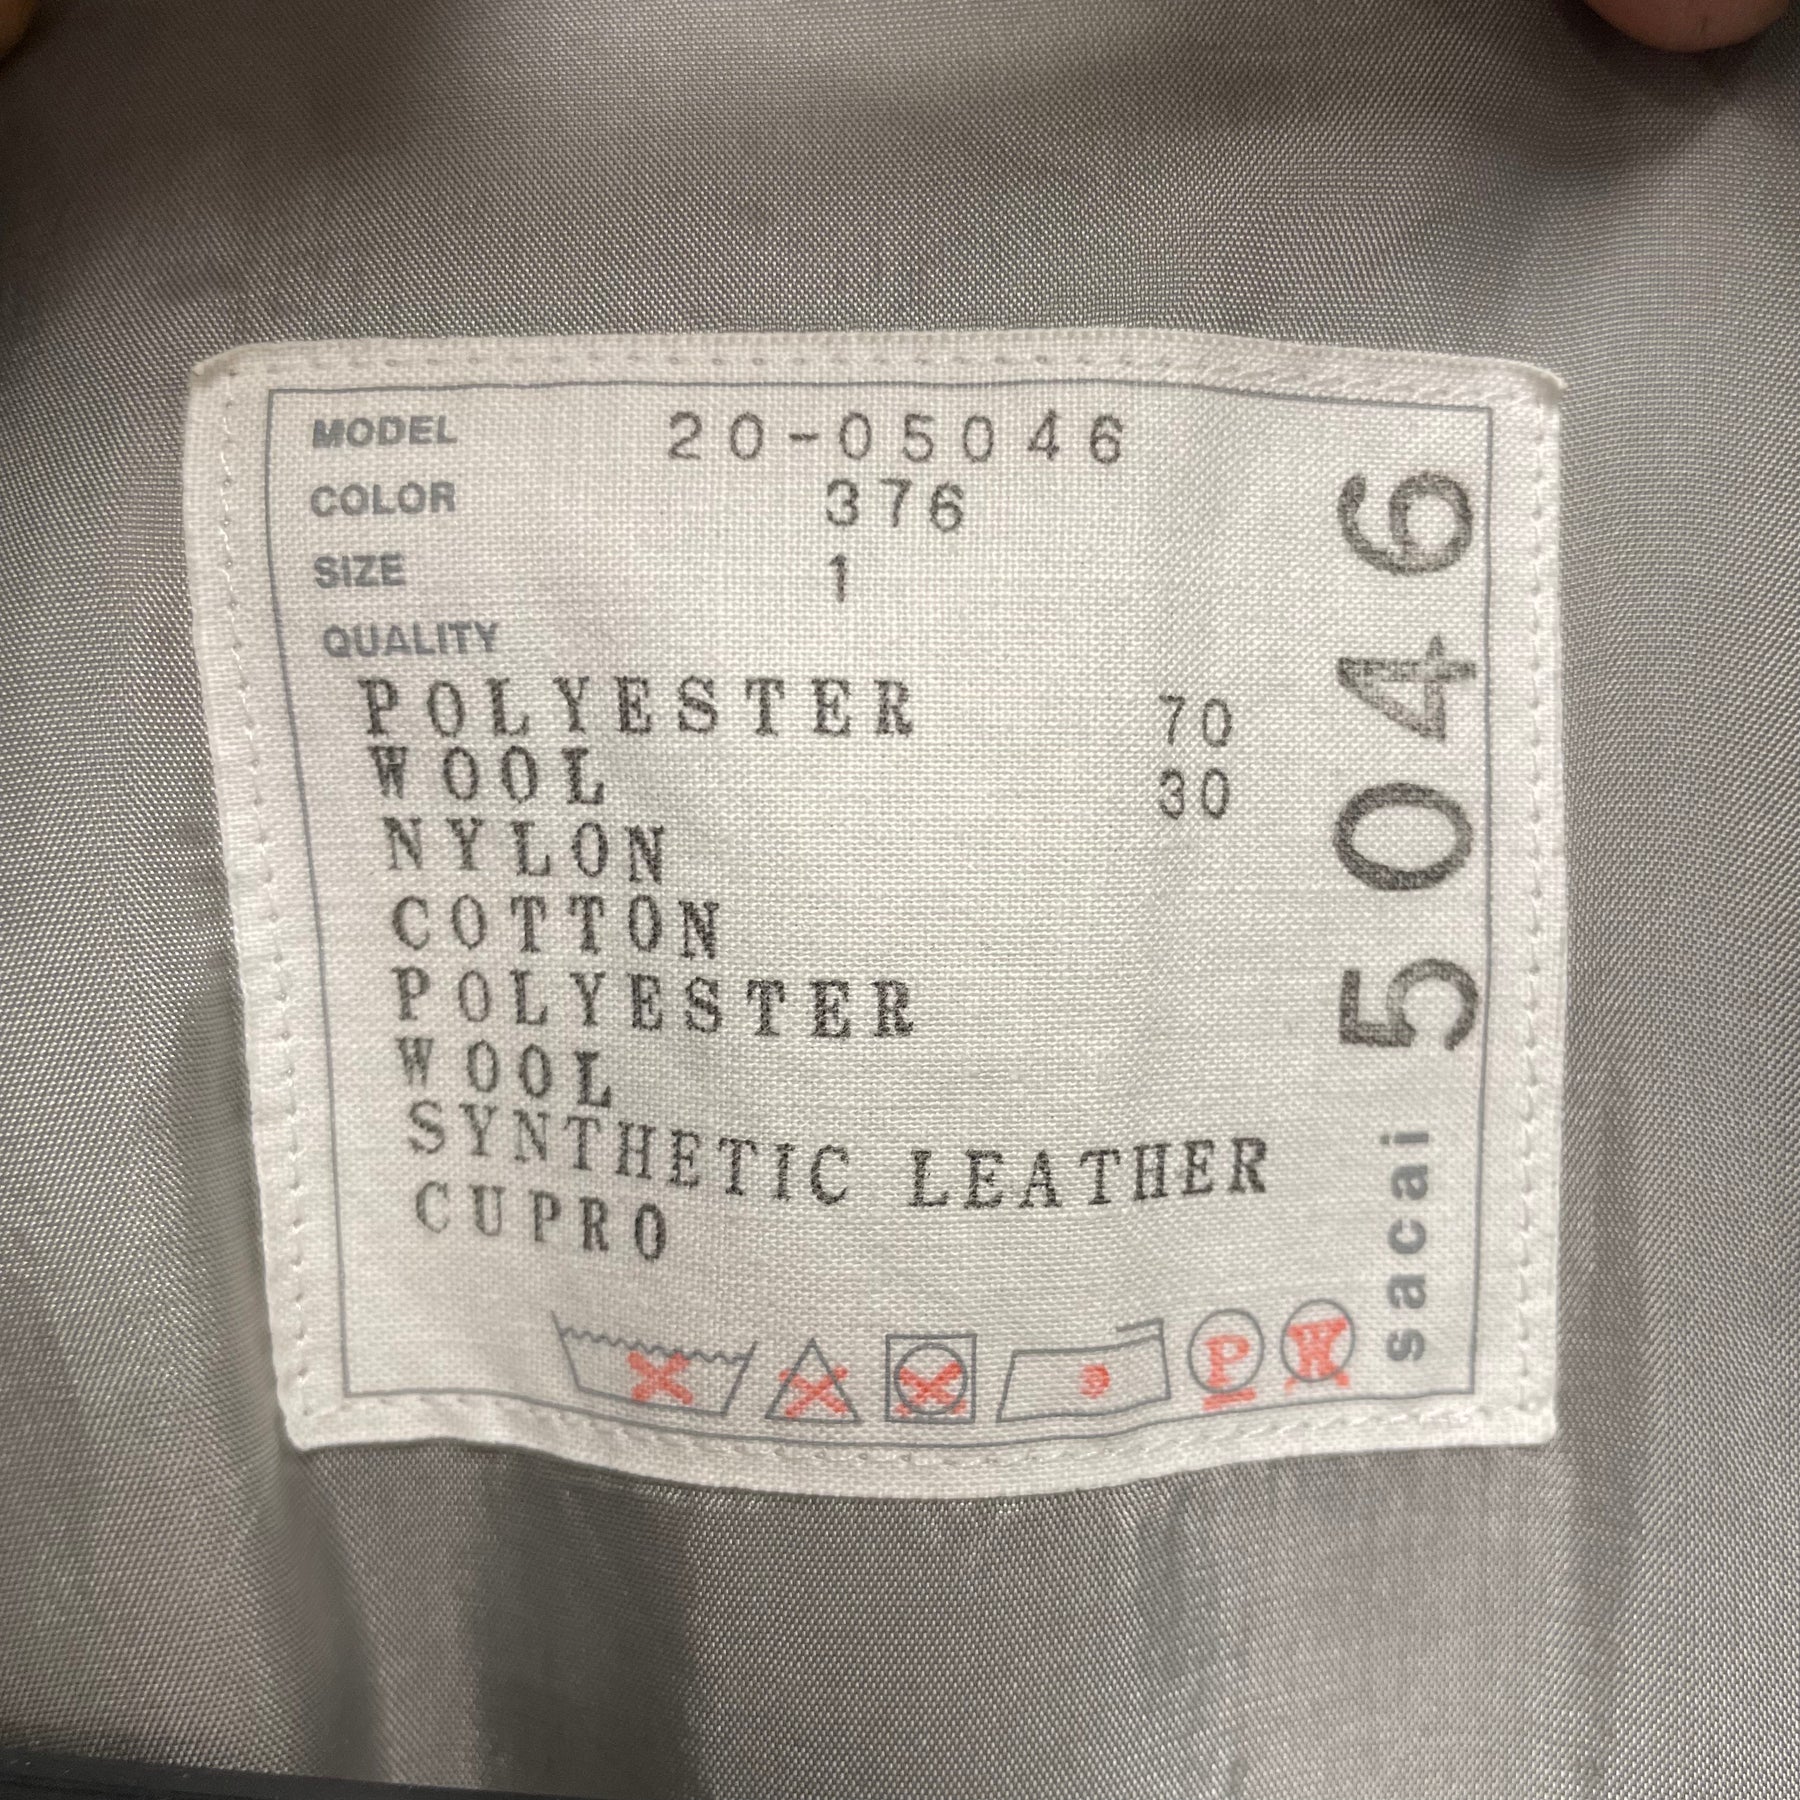 MODEL 20-05046
COLOR 376
SIZE 1
QUALITY
POLYESTER 70
WOOL 30
NYLON
COTTON
POLYESTER
WOOL
SYNTHETIC LEATHER
CUPRO
P W
sacai 5046